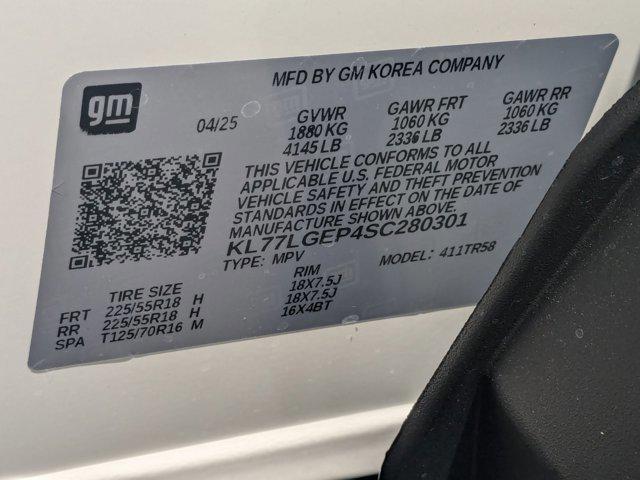 MFD BY GM KOREA COMPANY
gm
04/25 GVWR GAWR FRT GAWR RR
1880 KG 1060 KG 1060 KG
4145 LB 2336 LB 2336 LB
THIS VEHICLE CONFORMS TO ALL
APPLICABLE U.S. FEDERAL MOTOR
VEHICLE SAFETY AND THEFT PREVENTION
STANDARDS IN EFFECT ON THE DATE OF
MANUFACTURE SHOWN ABOVE.
KL77LGEP4SC280301
TYPE: MPV MODEL: 411TR58
TIRE SIZE RIM
FRT 225/55R18 H 18X7.5J
RR 225/55R18 H 18X7.5J
SPA T125/70R16 M 16X4BT